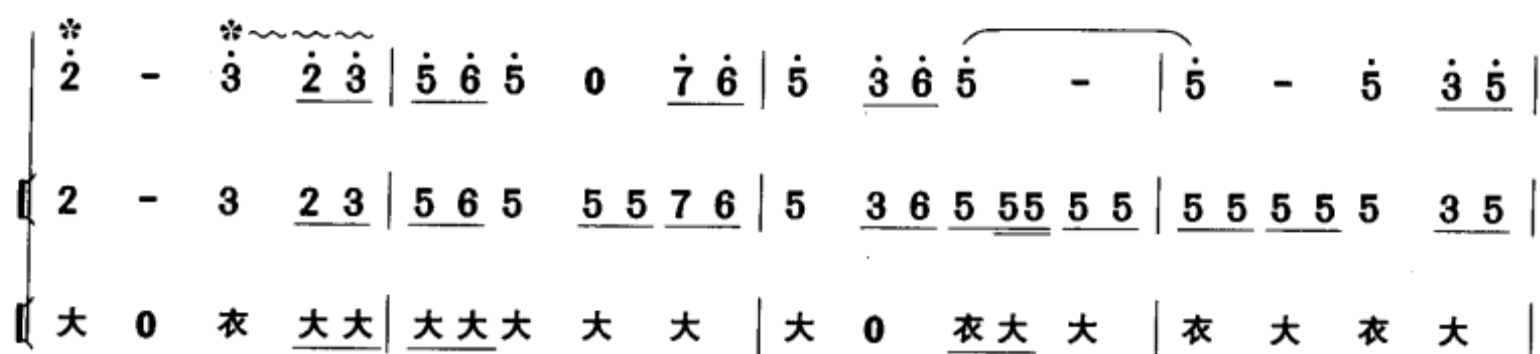 2̇ - 3̇ 2̇ 3̇ | 5̇ 6̇ 5̇ 0 7̇ 6̇ | 5̇ 3̇ 6̇ 5̇ - | 5̇ - 5̇ 3̇ 5̇ |
2 - 3 2 3 | 5 6 5 5 5 7 6 | 5 3 6 5 55 5 5 | 5 5 5 5 5 3 5 |
大 0 衣 大 大 | 大 大 大 大 大 | 大 0 衣 大 大 | 衣 大 衣 大 |